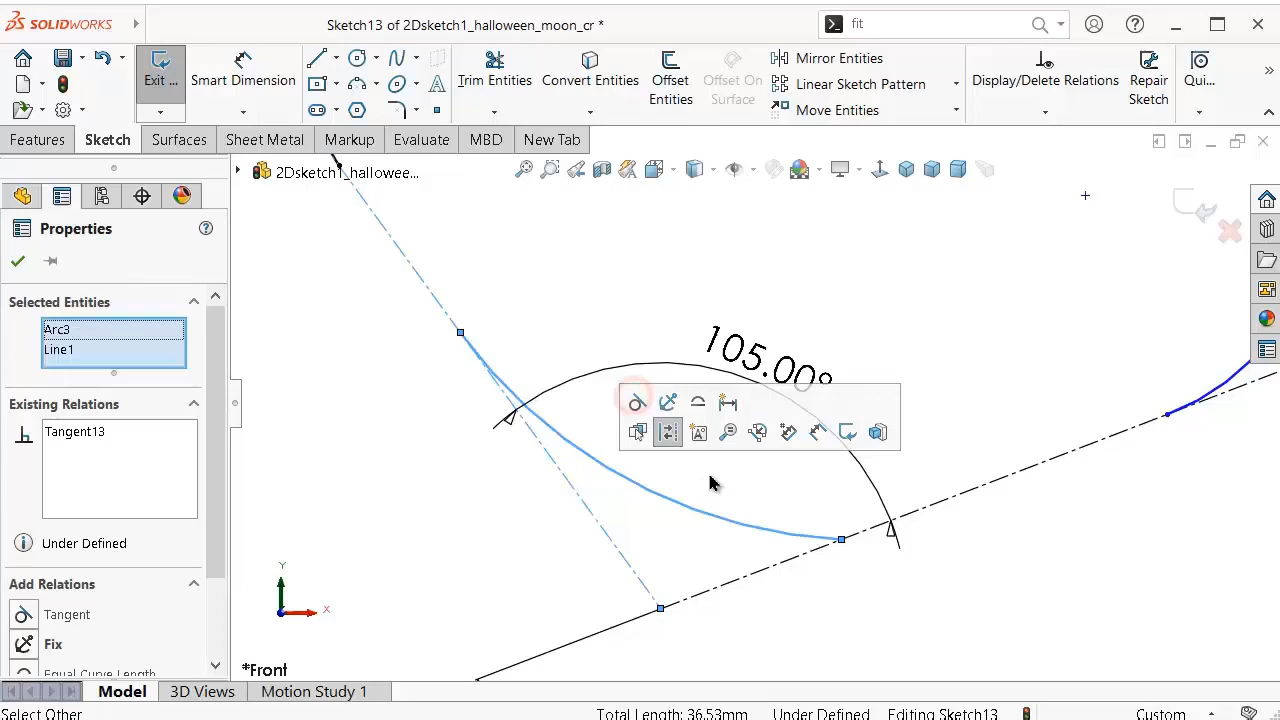 SOLIDWORKS
Sketch13 of 2Dsketch1_halloween_moon_cr *
fit
Exit ...
Smart Dimension
Trim Entities
Convert Entities
Offset
Entities
Offset On
Surface
Mirror Entities
Linear Sketch Pattern
Move Entities
Display/Delete Relations
Repair
Sketch
Qui...
Features
Sketch
Surfaces
Sheet Metal
Markup
Evaluate
MBD
New Tab
2Dsketch1_hallowee...
Properties
Selected Entities
Arc3
Line1
Existing Relations
Tangent13
Under Defined
Add Relations
Tangent
Fix
Equal Curve Length
105.00°
Y
X
*Front
Model
3D Views
Motion Study 1
Select Other
Total Length: 36.53mm
Under Defined
Editing Sketch13
Custom